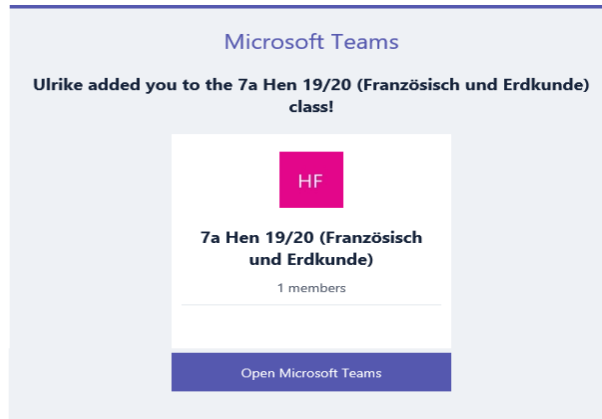 Microsoft Teams
Ulrike added you to the 7a Hen 19/20 (Französisch und Erdkunde)
class!
HF
7a Hen 19/20 (Französisch
und Erdkunde)
1 members
Open Microsoft Teams